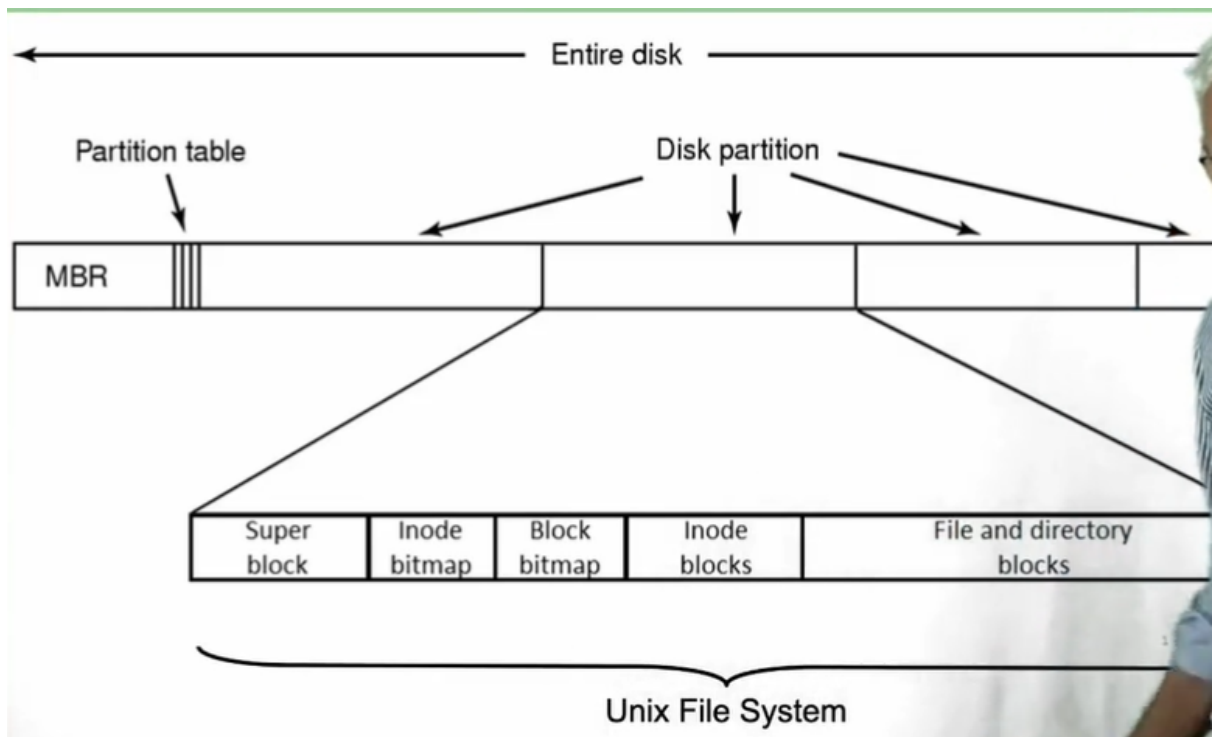 Entire disk
Partition table
Disk partition
MBR
Super
block
Inode
bitmap
Block
bitmap
Inode
blocks
File and directory
blocks
1
Unix File System